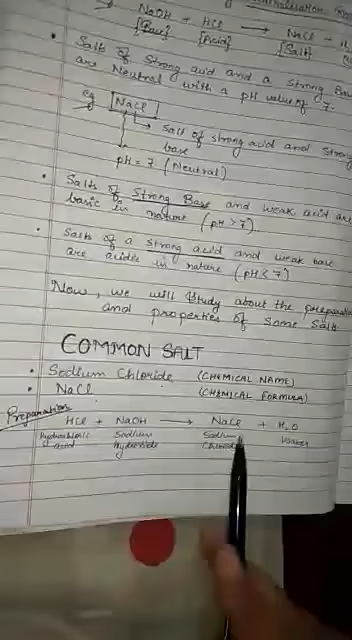 NaOH + HCl → NaCl + H₂
{Base} {Acid} {Salt}
• Salts of Strong acid and a Strong Base
are Neutral with a pH value of 7.
eg NaCl
→ Salt of strong acid and Strong
base
pH = 7 (Neutral)
• Salts of Strong Base and weak acid are
basic in nature (pH > 7)
• Salts of a strong acid and weak base
are acidic in nature (pH < 7)
Now, we will study about the preparation
and properties of some salts
COMMON SALT
• Sodium Chloride (CHEMICAL NAME)
• NaCl (CHEMICAL FORMULA)
Preparation:
HCl + NaOH → NaCl + H₂O
Hydrochloric Sodium Sodium Water
acid Hydroxide Chloride